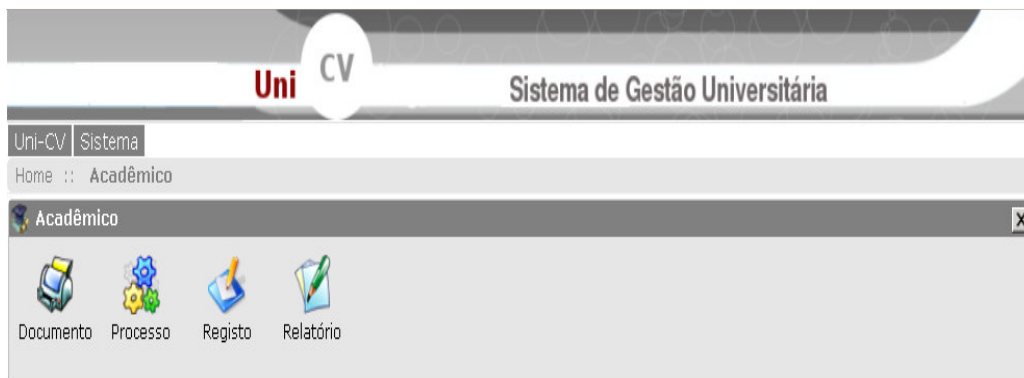 Uni CV
Sistema de Gestão Universitária
Uni-CV Sistema
Home :: Acadêmico
Acadêmico
Documento Processo Registo Relatório